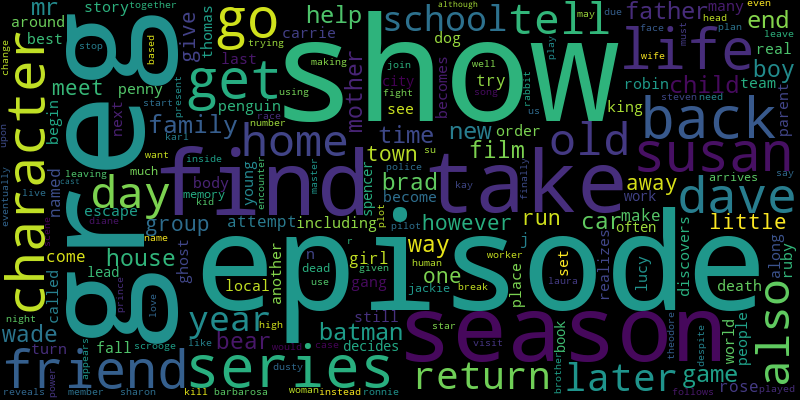 mr
story
together
go
help
school
tell
father
many
even
end
around
best
stop
based
give
thomas
trying
carrie
dog
may
due
head
leave
although
show
life
character
greg
get
change
meet
penny
last
using
making
join
well
play
face
plan
must
real
boy
wife
robin
child
team
steven
need
begin
next
start
present
penguin
mother
becomes
city
fight
try
see
song
rabbit
us
king
back
parent
family
home
race
number
time
new
order
old
susan
upon
karl
want
inside
town
su
film
police
away
arrives
say
find
take
work
dave
much
leaving
day
body
memory
kid
young
encounter
master
spencer
brad
become
kay
finally
named
live
cast
escape
diane
name
group
attempt
including
plot
pilot
however
run
car
make
often
little
eventually
episode
way
j
set
realizes
discovers
along
ruby
come
house
ghost
another
n
r
girl
one
human
worker
place
lucy
lead
prince
love
local
dead
use
given
gang
jackie
break
laura
death
called
night
wade
fall
year
high
still
star
season
book
theodore
despite
world
people
also
turn
appears
scrooge
like
bear
would
case
batman
decides
visit
brother
game
rose
played
friend
series
dusty
return
later
follows
reveals
power
member
sharon
kill
barbarosa
woman
instead
ronnie